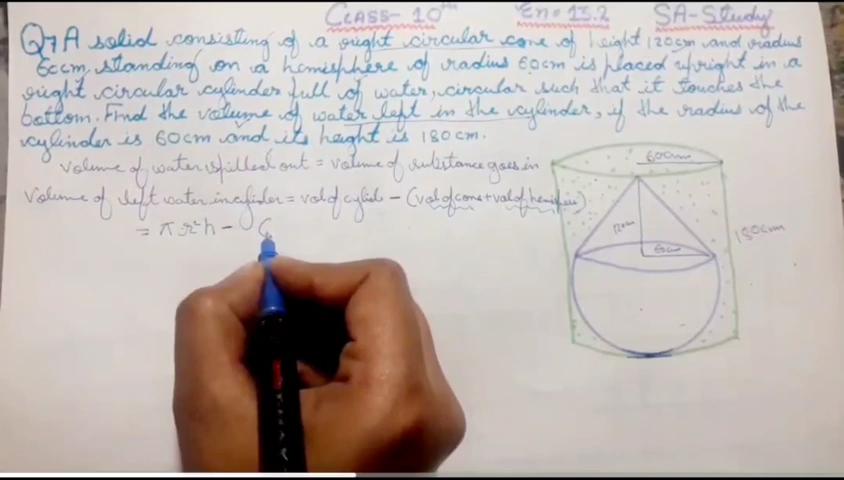 CLASS-10th Ex-13.2 SA-Study
Q7 A solid consisting of a right circular cone of height 120cm and radius
60cm standing on a hemisphere of radius 60cm is placed upright in a
right circular cylinder full of water, circular such that it touches the
bottom. Find the volume of water left in the cylinder, if the radius of the
cylinder is 60cm and its height is 180cm.
volume of water spilled out = volume of substance goes in
Volume of left water in cylinder = vol of cylind - (vol of cone + vol of hemisphere)
= πr²h - (
60cm
120cm
60cm
180cm